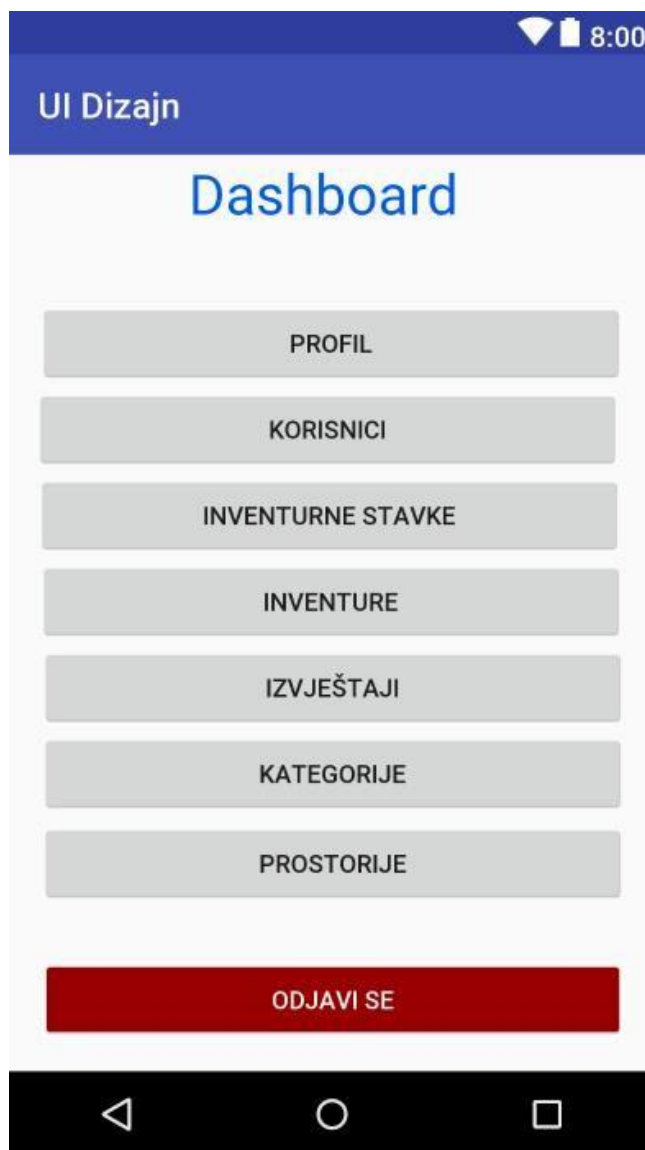 8:00
UI Dizajn
Dashboard
PROFIL
KORISNICI
INVENTURNE STAVKE
INVENTURE
IZVJEŠTAJI
KATEGORIJE
PROSTORIJE
ODJAVI SE